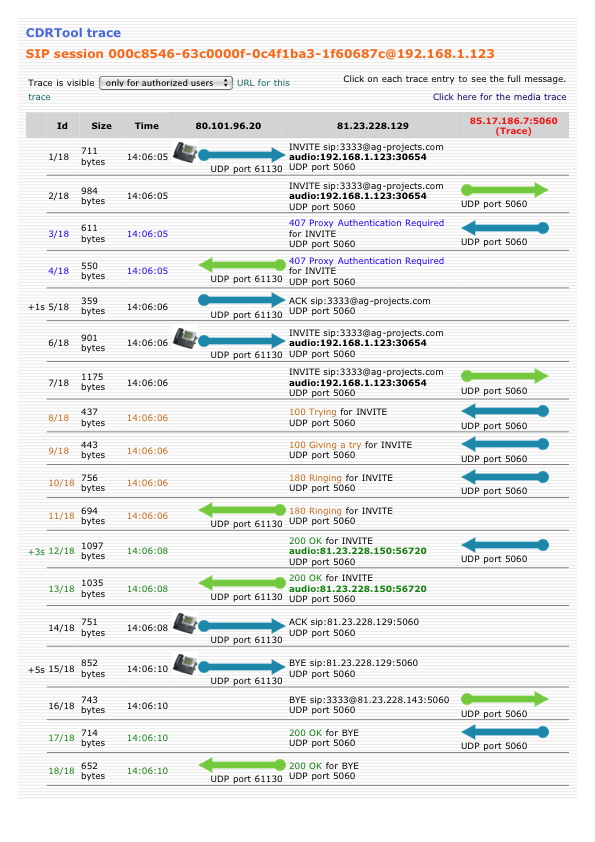 CDRTool trace
SIP session 000c8546-63c0000f-0c4f1ba3-1f60687c@192.168.1.123
Trace is visible only for authorized users URL for this
trace
Click on each trace entry to see the full message.
Click here for the media trace
Id Size Time 80.101.96.20 81.23.228.129 85.17.186.7:5060
(Trace)
1/18 711
bytes 14:06:05 UDP port 61130 INVITE sip:3333@ag-projects.com
audio:192.168.1.123:30654
UDP port 5060
2/18 984
bytes 14:06:05 INVITE sip:3333@ag-projects.com
audio:192.168.1.123:30654
UDP port 5060 UDP port 5060
3/18 611
bytes 14:06:05 407 Proxy Authentication Required
for INVITE
UDP port 5060 UDP port 5060
4/18 550
bytes 14:06:05 UDP port 61130 407 Proxy Authentication Required
for INVITE
UDP port 5060
+1s 5/18 359
bytes 14:06:06 UDP port 61130 ACK sip:3333@ag-projects.com
UDP port 5060
6/18 901
bytes 14:06:06 UDP port 61130 INVITE sip:3333@ag-projects.com
audio:192.168.1.123:30654
UDP port 5060
7/18 1175
bytes 14:06:06 INVITE sip:3333@ag-projects.com
audio:192.168.1.123:30654
UDP port 5060 UDP port 5060
8/18 437
bytes 14:06:06 100 Trying for INVITE
UDP port 5060 UDP port 5060
9/18 443
bytes 14:06:06 100 Giving a try for INVITE
UDP port 5060 UDP port 5060
10/18 756
bytes 14:06:06 180 Ringing for INVITE
UDP port 5060 UDP port 5060
11/18 694
bytes 14:06:06 UDP port 61130 180 Ringing for INVITE
UDP port 5060
+3s 12/18 1097
bytes 14:06:08 200 OK for INVITE
audio:81.23.228.150:56720
UDP port 5060 UDP port 5060
13/18 1035
bytes 14:06:08 UDP port 61130 200 OK for INVITE
audio:81.23.228.150:56720
UDP port 5060
14/18 751
bytes 14:06:08 UDP port 61130 ACK sip:81.23.228.129:5060
UDP port 5060
+5s 15/18 852
bytes 14:06:10 UDP port 61130 BYE sip:81.23.228.129:5060
UDP port 5060
16/18 743
bytes 14:06:10 BYE sip:3333@81.23.228.143:5060
UDP port 5060 UDP port 5060
17/18 714
bytes 14:06:10 200 OK for BYE
UDP port 5060 UDP port 5060
18/18 652
bytes 14:06:10 UDP port 61130 200 OK for BYE
UDP port 5060